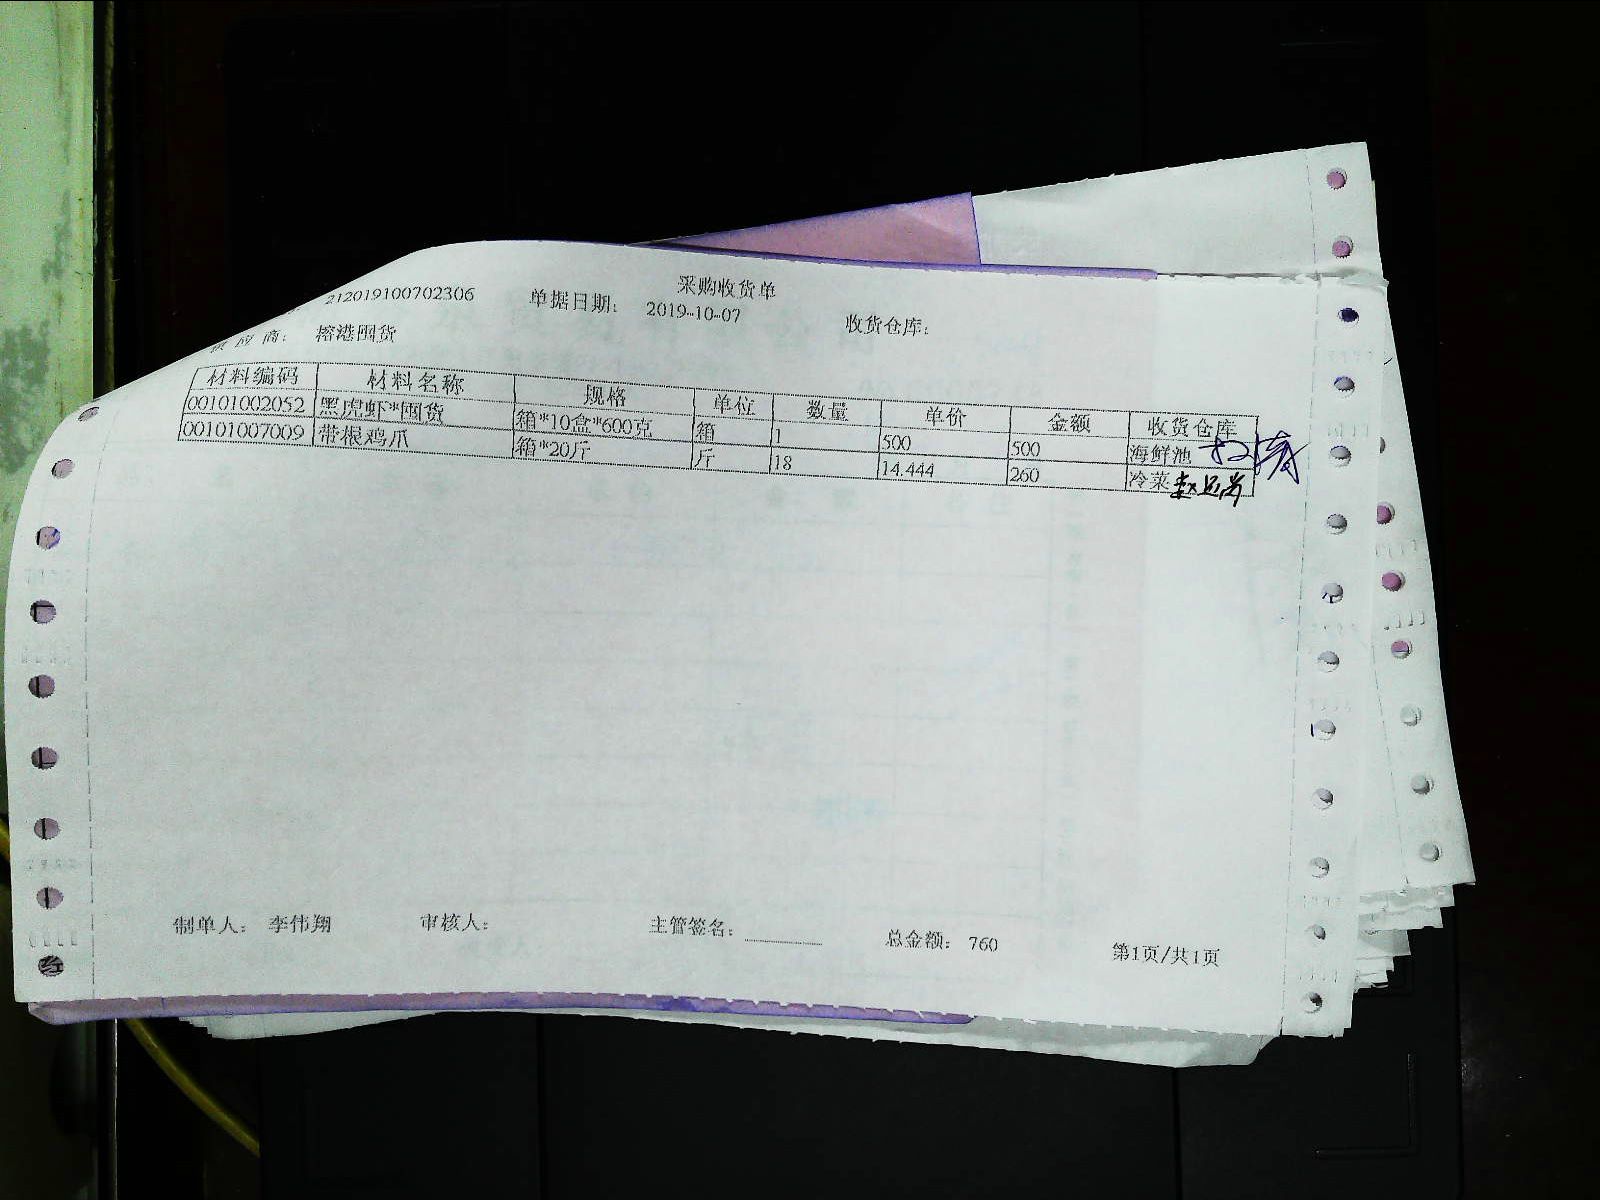 采购收货单
212019100702306 单据日期: 2019-10-07 收货仓库:
供应商: 榕港囤货
材料编码 材料名称 规格 单位 数量 单价 金额 收货仓库
00101002052 黑虎虾*囤货 箱*10盒*600克 箱 1 500 500 海鲜池
00101007009 带根鸡爪 箱*20斤 斤 18 14.444 260 冷菜
制单人: 李伟翔 审核人: 主管签名: 总金额: 760 第1页/共1页